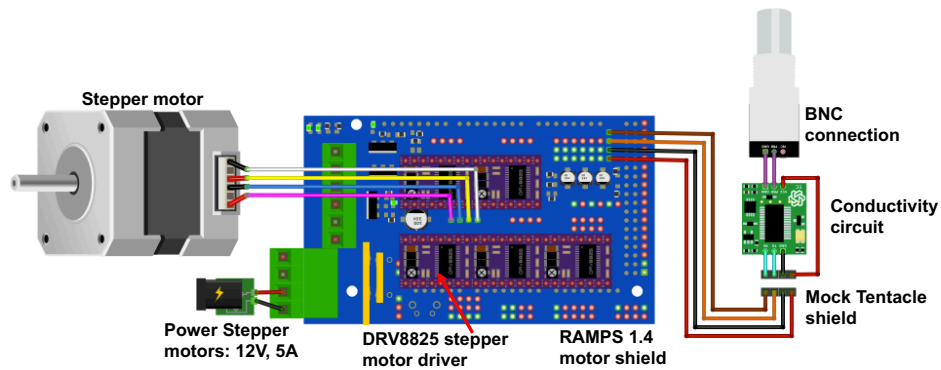 Stepper motor
BNC
connection
Conductivity
circuit
Mock Tentacle
shield
Power Stepper
motors: 12V, 5A
DRV8825 stepper
motor driver
RAMPS 1.4
motor shield